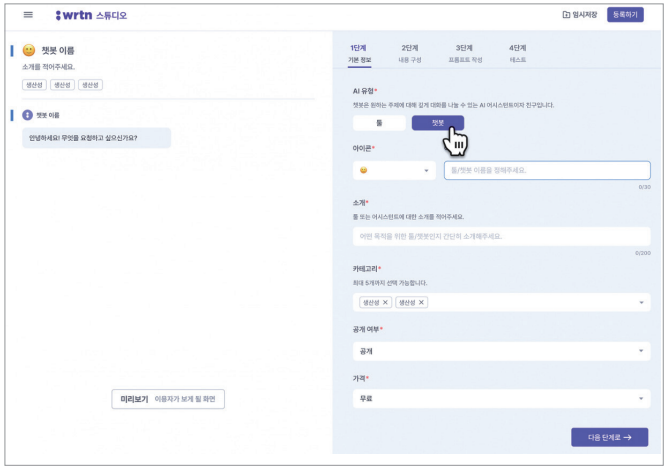 wrtn 스튜디오
임시저장
등록하기
챗봇 이름
소개를 적어주세요.
생산성 생산성 생산성
챗봇 이름
안녕하세요! 무엇을 요청하고 싶으신가요?
미리보기 이용자가 보게 될 화면
1단계 2단계 3단계 4단계
기본 정보 내용 구성 프롬프트 작성 테스트
AI 유형*
챗봇은 원하는 주제에 대해 깊게 대화를 나눌 수 있는 AI 어시스턴트이자 친구입니다.
툴 챗봇
아이콘*
툴/챗봇 이름을 정해주세요.
0/30
소개*
툴 또는 어시스턴트에 대한 소개를 적어주세요.
어떤 목적을 위한 툴/챗봇인지 간단히 소개해주세요.
0/200
카테고리*
최대 5개까지 선택 가능합니다.
생산성 × 생산성 ×
공개 여부*
공개
가격*
무료
다음 단계로 →